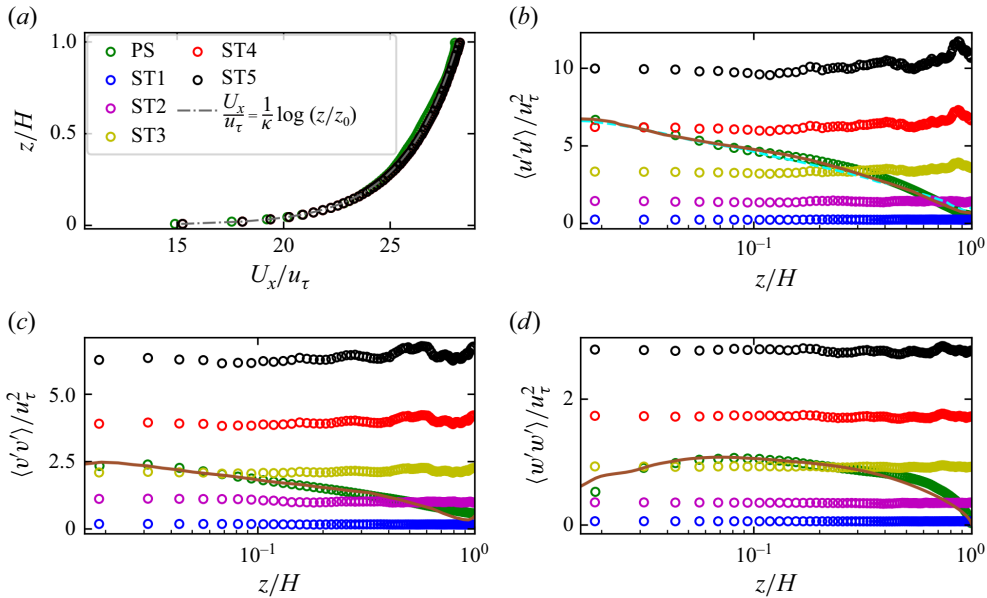 (a)
1.0
0.5
0
z/H
PS
ST1
ST2
ST3
ST4
ST5
U_x/u_τ = 1/κ log (z/z_0)
15 20 25
U_x/u_τ
(b)
10
5
0
⟨u′u′⟩/u_τ^2
10^−1 10^0
z/H
(c)
5.0
2.5
0
⟨v′v′⟩/u_τ^2
10^−1 10^0
z/H
(d)
2
1
0
⟨w′w′⟩/u_τ^2
10^−1 10^0
z/H